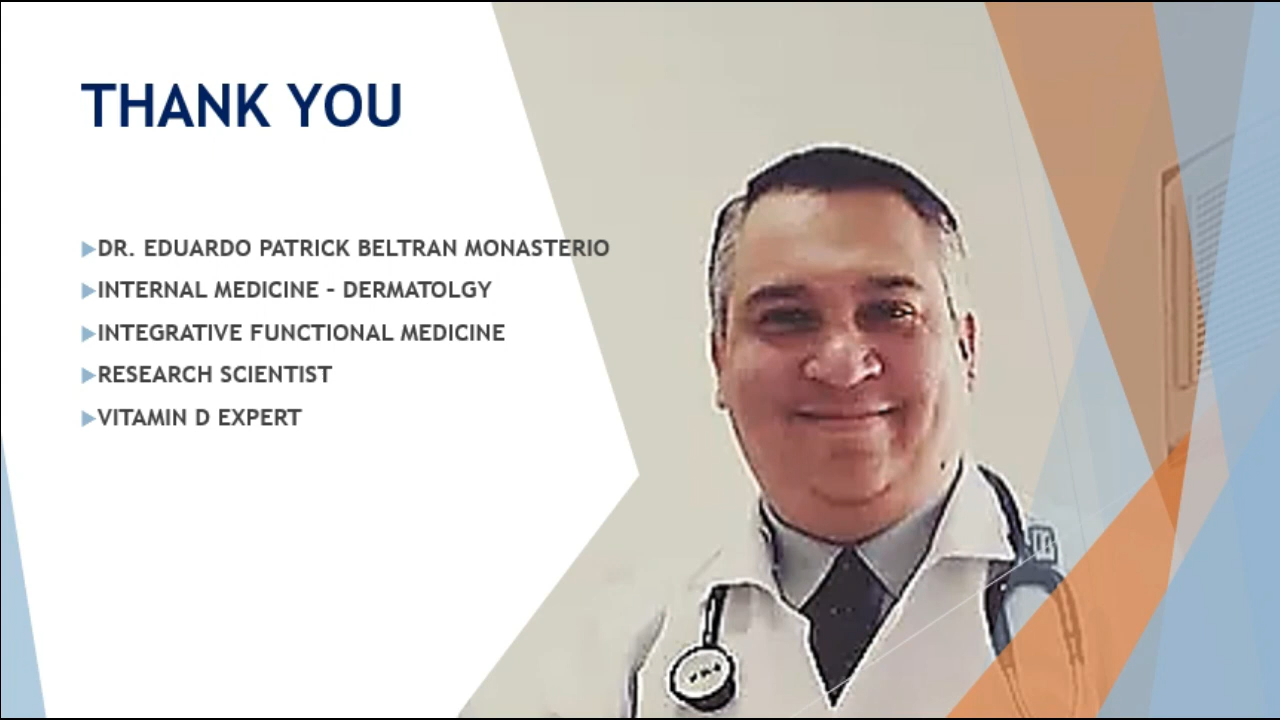 THANK YOU
DR. EDUARDO PATRICK BELTRAN MONASTERIO
INTERNAL MEDICINE - DERMATOLGY
INTEGRATIVE FUNCTIONAL MEDICINE
RESEARCH SCIENTIST
VITAMIN D EXPERT